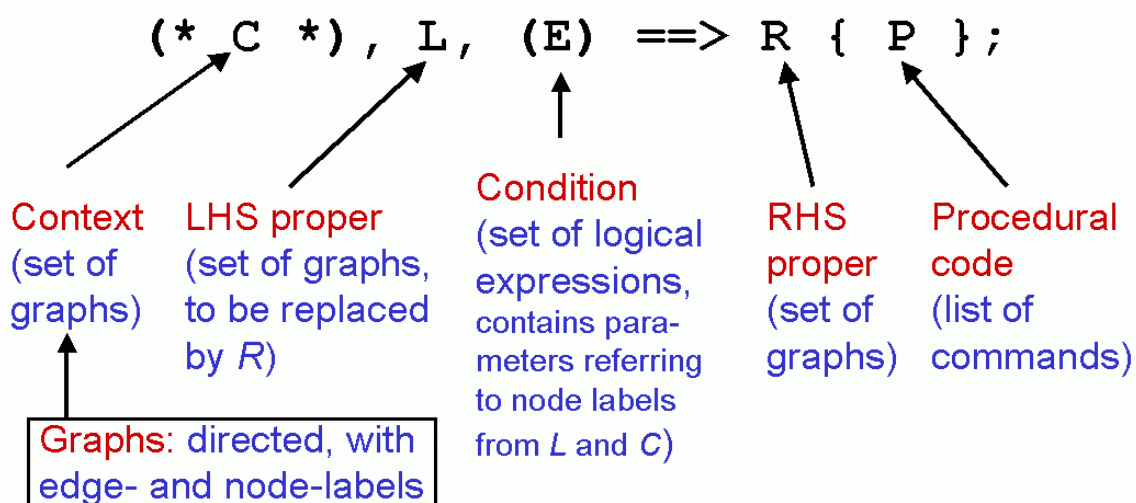 (* C *), L, (E) ==> R { P };
Context
(set of
graphs)
LHS proper
(set of graphs,
to be replaced
by R)
Condition
(set of logical
expressions,
contains para-
meters referring
to node labels
from L and C)
RHS
proper
(set of
graphs)
Procedural
code
(list of
commands)
Graphs: directed, with
edge- and node-labels